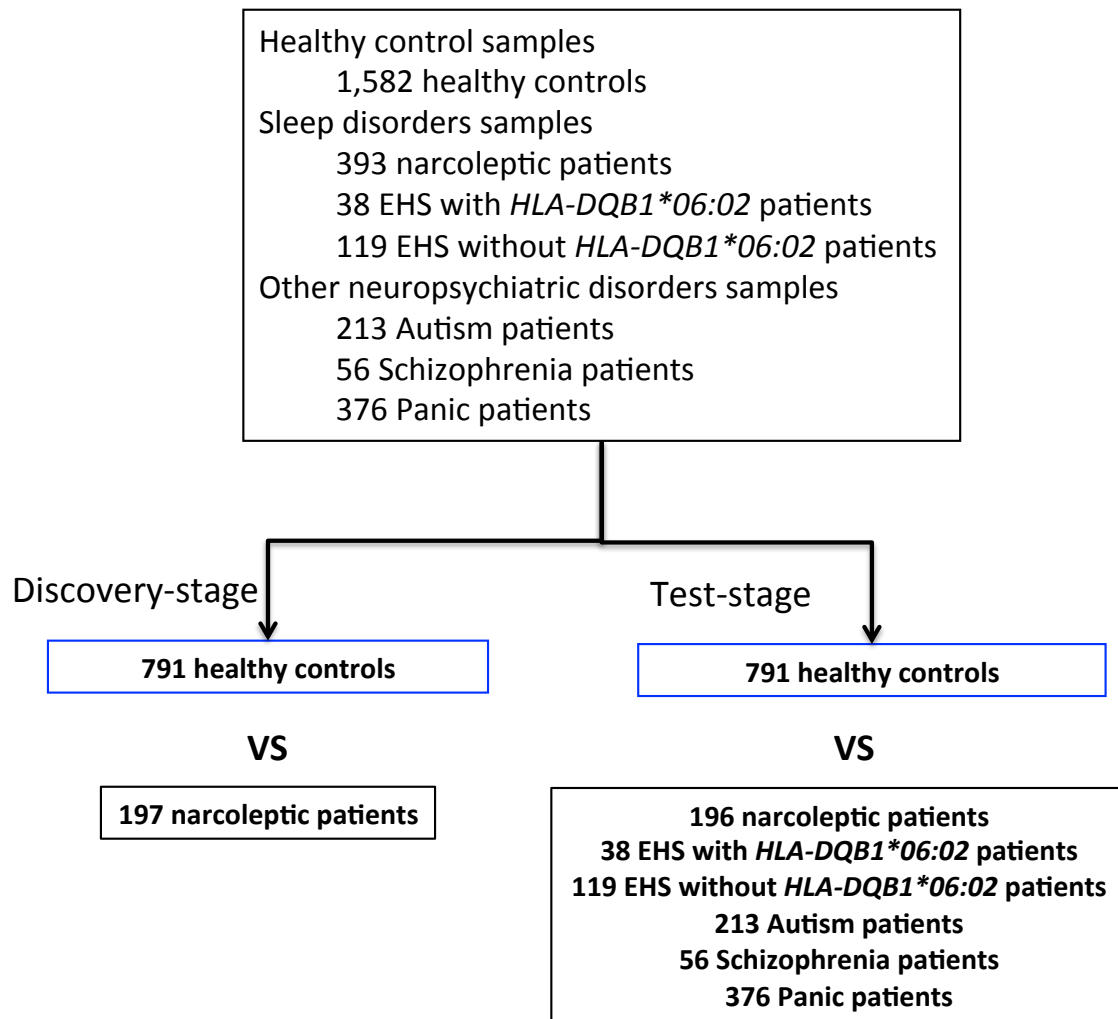 Healthy control samples
1,582 healthy controls
Sleep disorders samples
393 narcoleptic patients
38 EHS with HLA-DQB1*06:02 patients
119 EHS without HLA-DQB1*06:02 patients
Other neuropsychiatric disorders samples
213 Autism patients
56 Schizophrenia patients
376 Panic patients
Discovery-stage
791 healthy controls
VS
197 narcoleptic patients
Test-stage
791 healthy controls
VS
196 narcoleptic patients
38 EHS with HLA-DQB1*06:02 patients
119 EHS without HLA-DQB1*06:02 patients
213 Autism patients
56 Schizophrenia patients
376 Panic patients